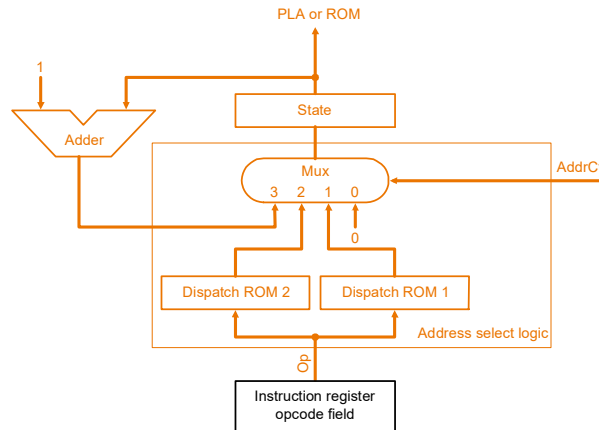 PLA or ROM
1
State
Adder
Mux
AddrC
3 2 1 0
0
Dispatch ROM 2
Dispatch ROM 1
Address select logic
Op
Instruction register
opcode field